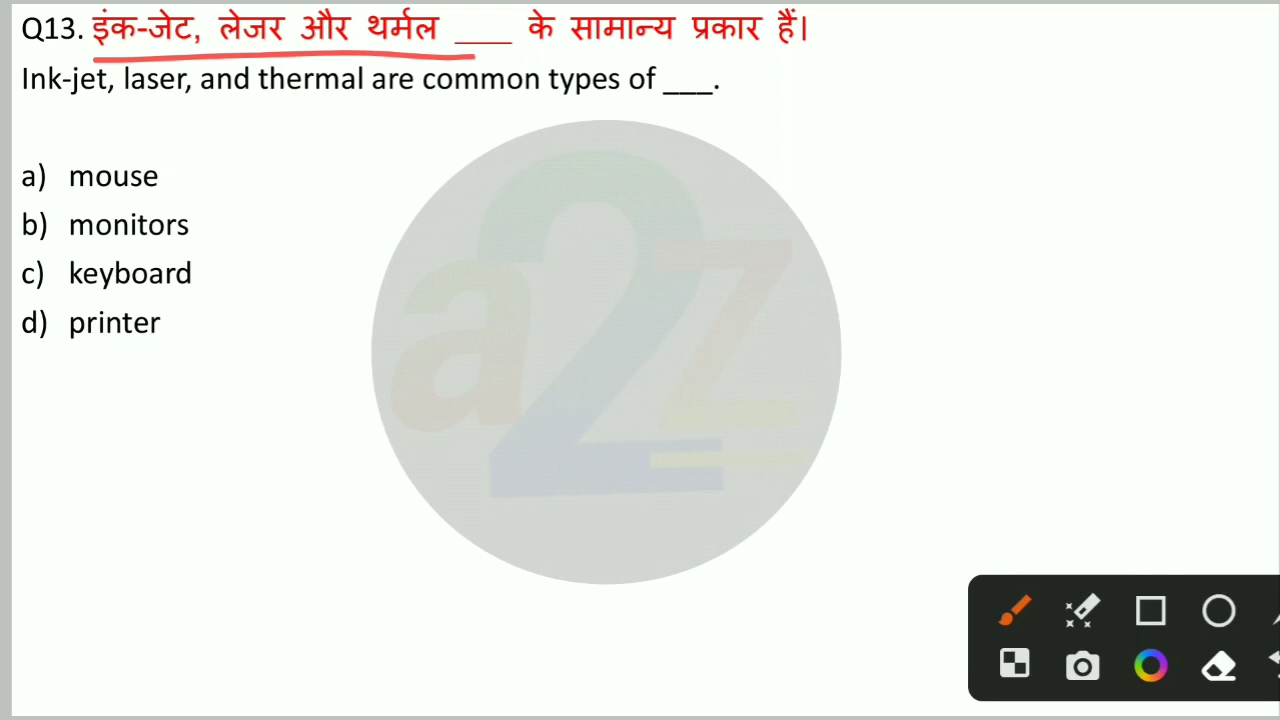 Q13. इंक-जेट, लेजर और थर्मल ___ के सामान्य प्रकार हैं।
Ink-jet, laser, and thermal are common types of ___.
a) mouse
b) monitors
c) keyboard
d) printer
a2z